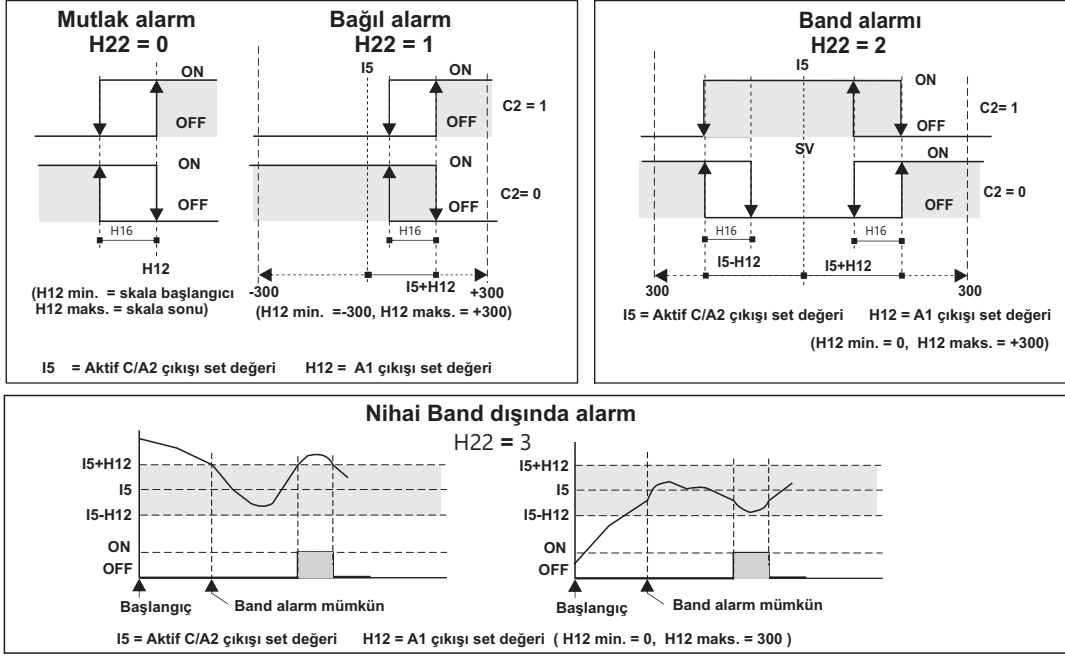 Mutlak alarm
H22 = 0
ON
OFF
ON
OFF
H16
H12
(H12 min. = skala başlangıcı
H12 maks. = skala sonu)
Bağıl alarm
H22 = 1
I5
ON
C2 = 1
OFF
ON
C2= 0
OFF
H16
I5+H12
-300
+300
(H12 min. =-300, H12 maks. = +300)
I5 = Aktif C/A2 çıkışı set değeri H12 = A1 çıkışı set değeri
Band alarmı
H22 = 2
I5
ON
C2= 1
OFF
SV
ON
C2 = 0
OFF
H16
H16
I5-H12
I5+H12
300
300
I5 = Aktif C/A2 çıkışı set değeri H12 = A1 çıkışı set değeri
(H12 min. = 0, H12 maks. = +300)
Nihai Band dışında alarm
H22 = 3
I5+H12
I5
I5-H12
ON
OFF
Başlangıç
Band alarm mümkün
I5+H12
I5
I5-H12
ON
OFF
Başlangıç
Band alarm mümkün
I5 = Aktif C/A2 çıkışı set değeri H12 = A1 çıkışı set değeri ( H12 min. = 0, H12 maks. = 300 )